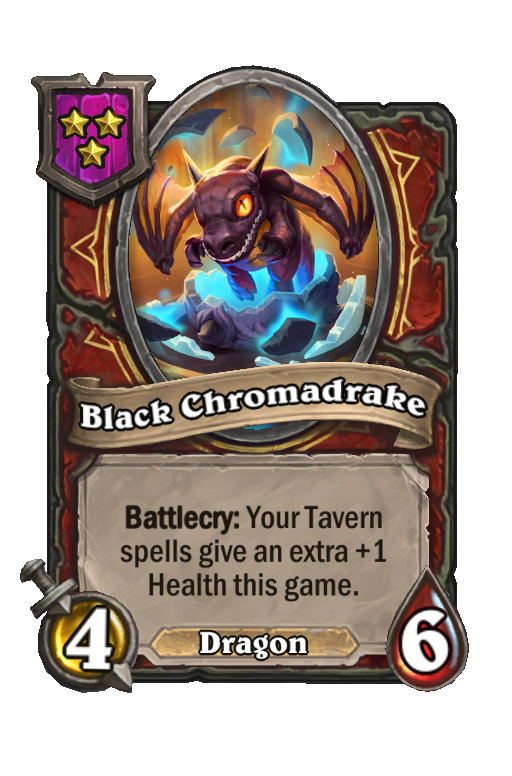 Black Chromadrake
Battlecry: Your Tavern
spells give an extra +1
Health this game.
4
Dragon
6